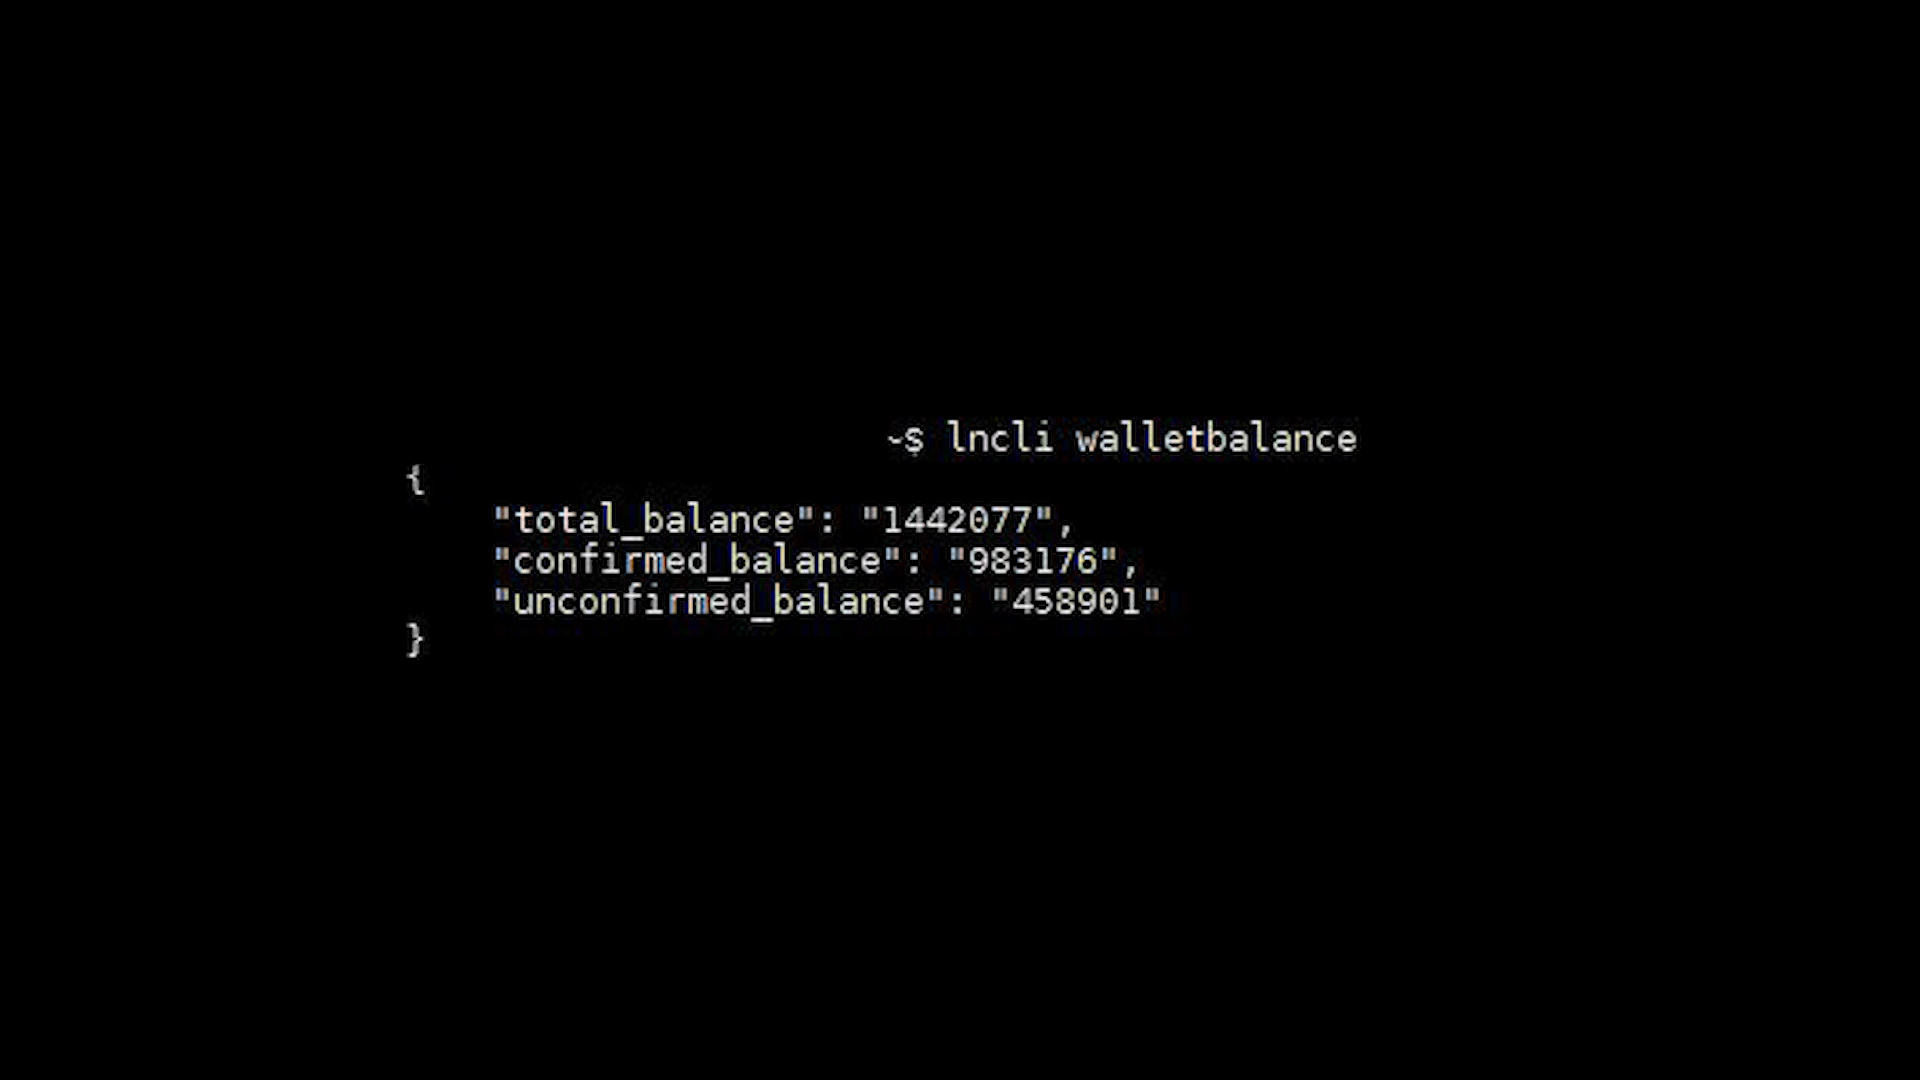 ~$ lncli walletbalance
{
"total_balance": "1442077",
"confirmed_balance": "983176",
"unconfirmed_balance": "458901"
}